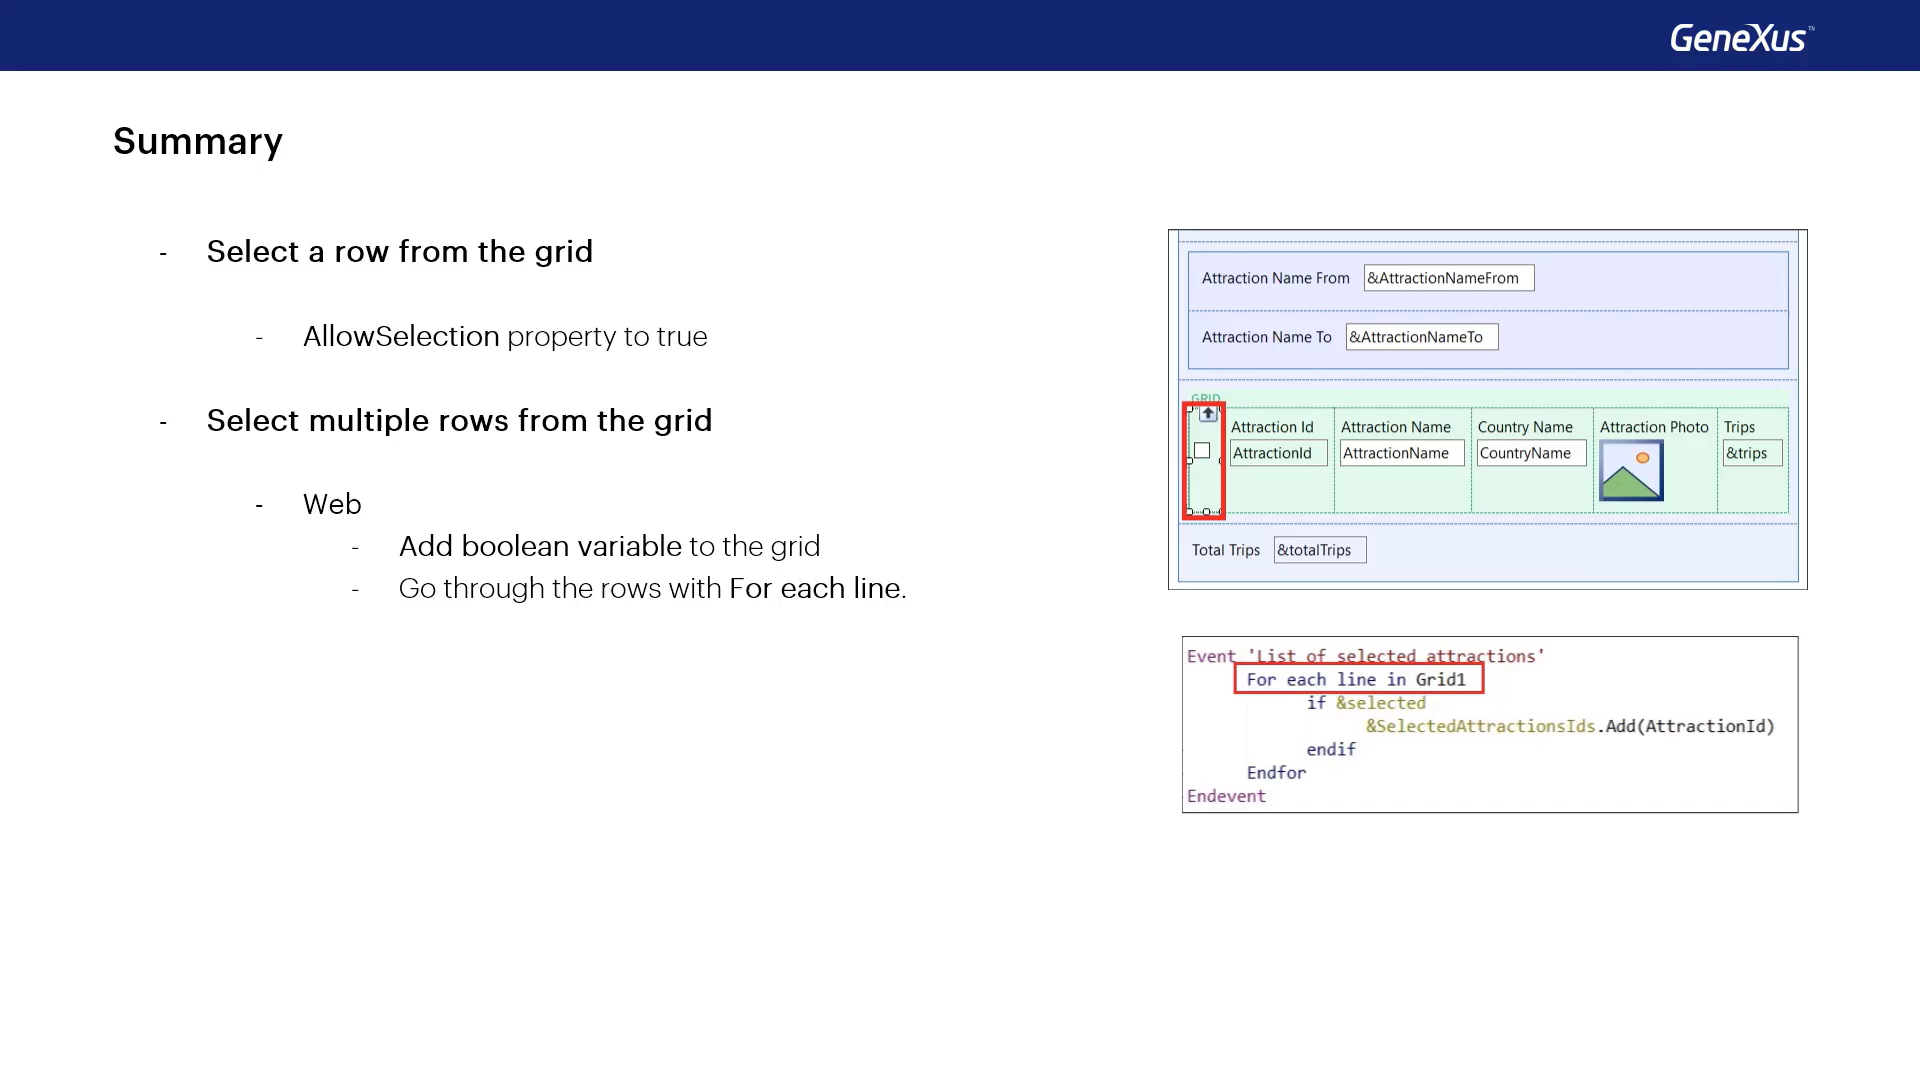 GeneXus™
Summary
- Select a row from the grid
- AllowSelection property to true
- Select multiple rows from the grid
- Web
- Add boolean variable to the grid
- Go through the rows with For each line.
Attraction Name From &AttractionNameFrom
Attraction Name To &AttractionNameTo
GRID
Attraction Id Attraction Name Country Name Attraction Photo Trips
AttractionId AttractionName CountryName &trips
Total Trips &totalTrips
Event 'List of selected attractions'
For each line in Grid1
if &selected
&SelectedAttractionsIds.Add(AttractionId)
endif
Endfor
Endevent